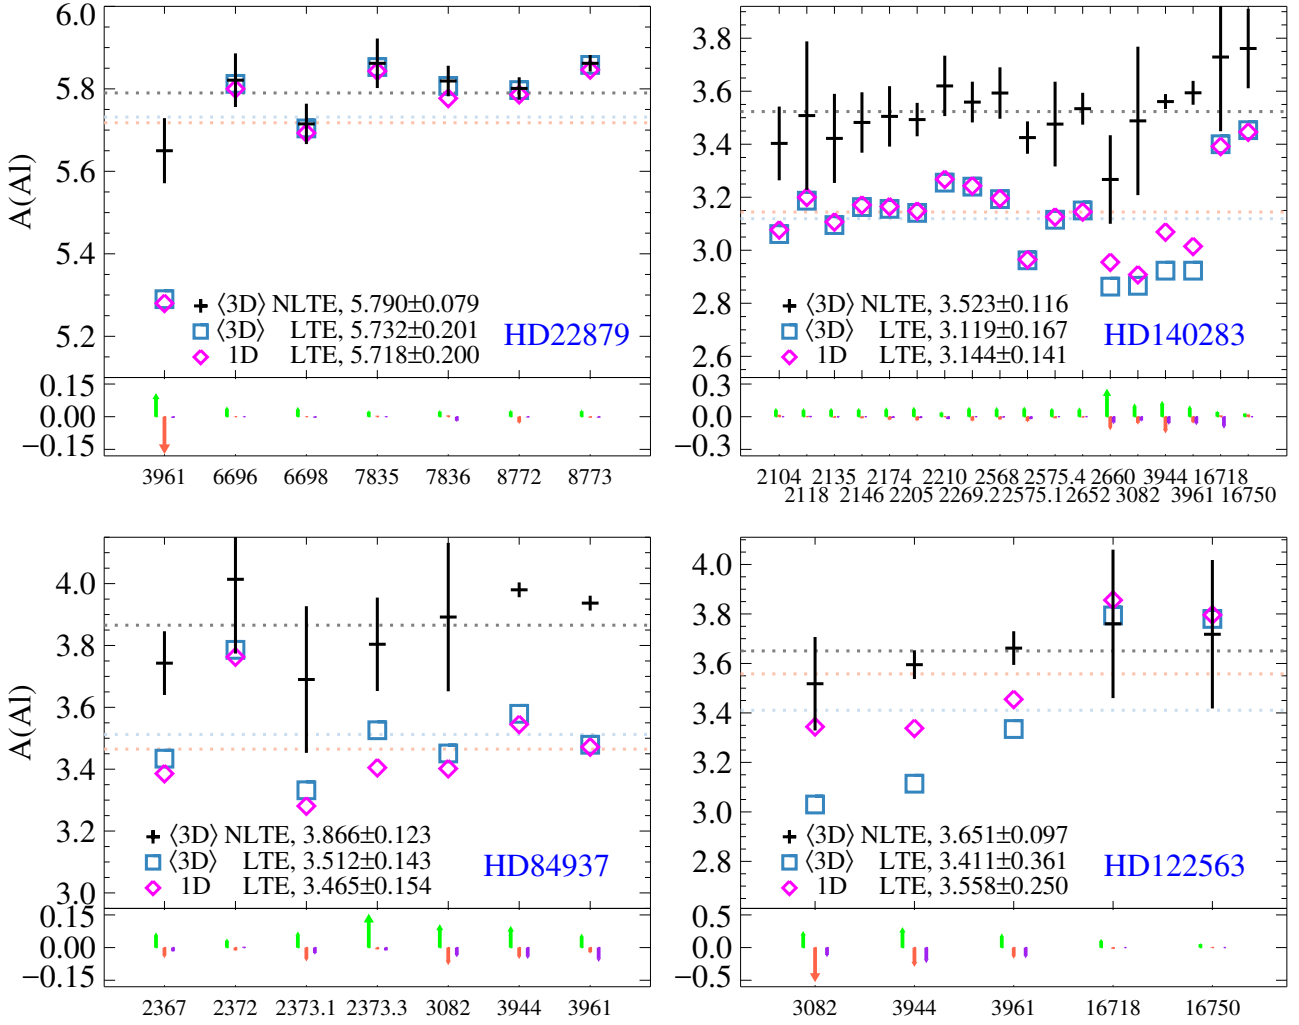 6.0
5.8
5.6
5.4
5.2
A(Al)
⟨3D⟩ NLTE, 5.790±0.079
⟨3D⟩ LTE, 5.732±0.201
1D LTE, 5.718±0.200
HD22879
0.15
0.00
−0.15
3961 6696 6698 7835 7836 8772 8773
3.8
3.6
3.4
3.2
3.0
2.8
2.6
⟨3D⟩ NLTE, 3.523±0.116
⟨3D⟩ LTE, 3.119±0.167
1D LTE, 3.144±0.141
HD140283
0.3
0.0
−0.3
2104 2135 2174 2210 2568 2575.4 2660 3944 16718
2118 2146 2205 2269.2 2575.1 2652 3082 3961 16750
4.0
3.8
3.6
3.4
3.2
3.0
A(Al)
⟨3D⟩ NLTE, 3.866±0.123
⟨3D⟩ LTE, 3.512±0.143
1D LTE, 3.465±0.154
HD84937
0.15
0.00
−0.15
2367 2372 2373.1 2373.3 3082 3944 3961
4.0
3.8
3.6
3.4
3.2
3.0
2.8
⟨3D⟩ NLTE, 3.651±0.097
⟨3D⟩ LTE, 3.411±0.361
1D LTE, 3.558±0.250
HD122563
0.5
0.0
−0.5
3082 3944 3961 16718 16750